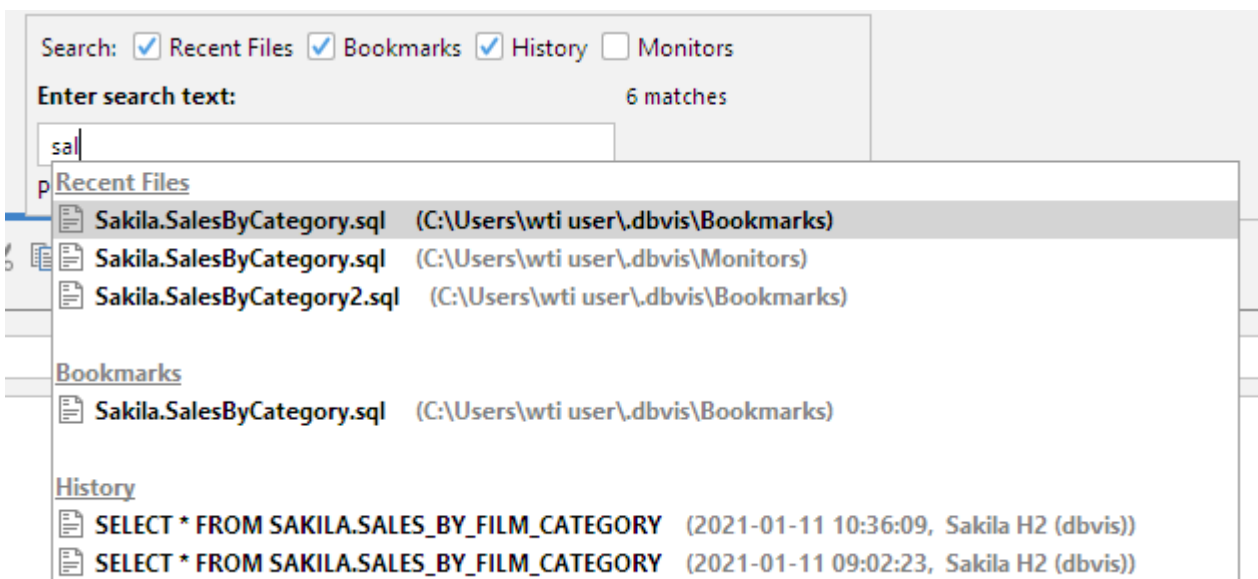 Search: Recent Files Bookmarks History Monitors
Enter search text: 6 matches
sal
Recent Files
Sakila.SalesByCategory.sql (C:\Users\wti user\.dbvis\Bookmarks)
Sakila.SalesByCategory.sql (C:\Users\wti user\.dbvis\Monitors)
Sakila.SalesByCategory2.sql (C:\Users\wti user\.dbvis\Bookmarks)
Bookmarks
Sakila.SalesByCategory.sql (C:\Users\wti user\.dbvis\Bookmarks)
History
SELECT * FROM SAKILA.SALES_BY_FILM_CATEGORY (2021-01-11 10:36:09, Sakila H2 (dbvis))
SELECT * FROM SAKILA.SALES_BY_FILM_CATEGORY (2021-01-11 09:02:23, Sakila H2 (dbvis))